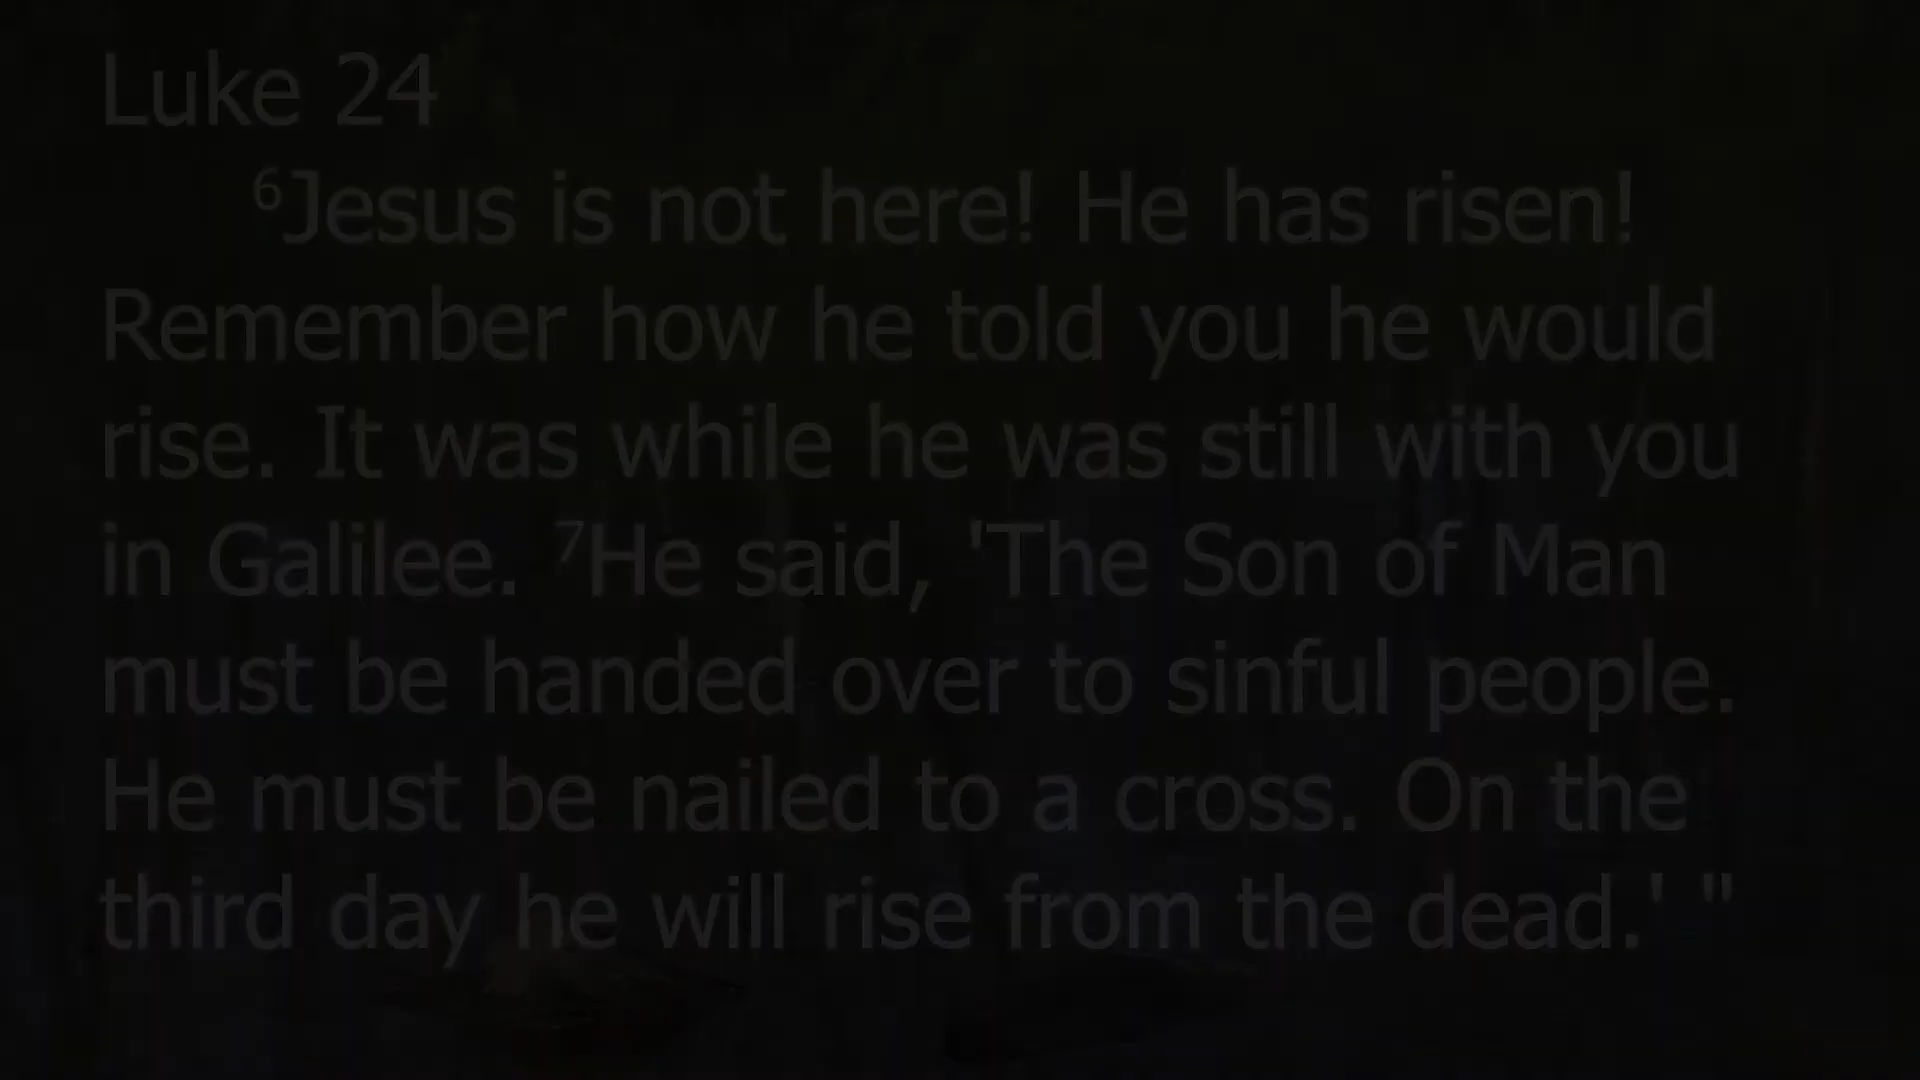 Luke 24
⁶Jesus is not here! He has risen!
Remember how he told you he would
rise. It was while he was still with you
in Galilee. ⁷He said, 'The Son of Man
must be handed over to sinful people.
He must be nailed to a cross. On the
third day he will rise from the dead.' "